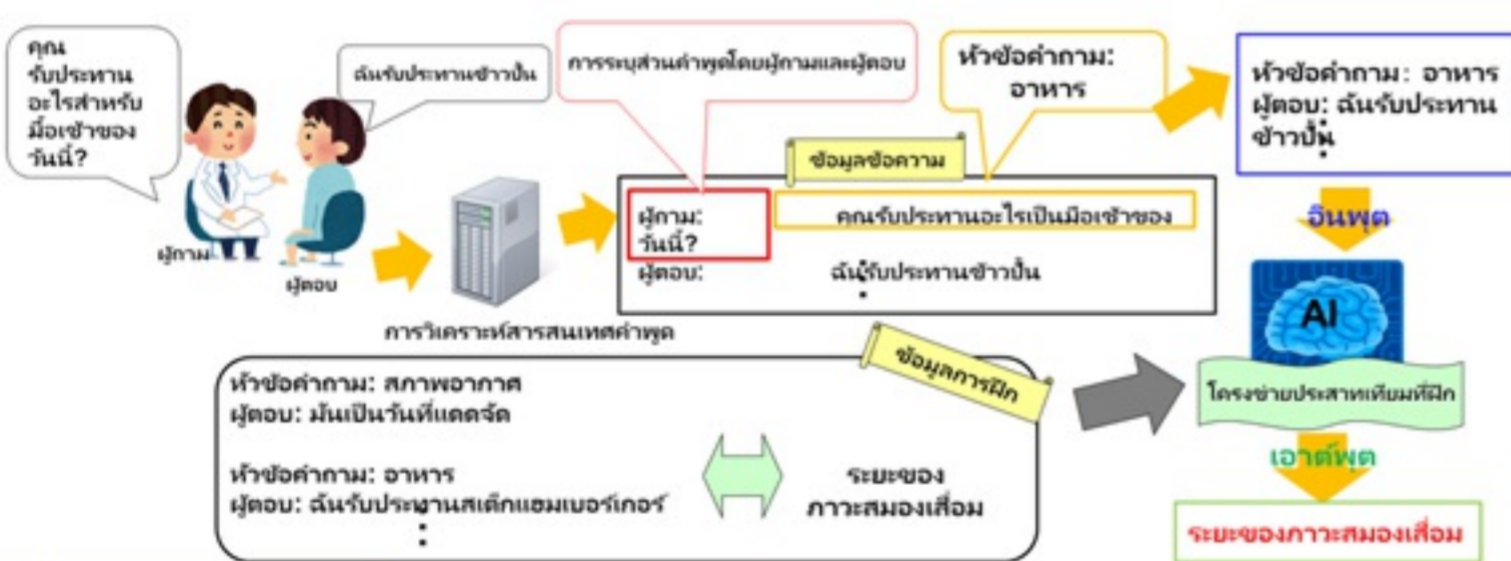 คุณ
รับประทาน
อะไรสำหรับ
มื้อเช้าของ
วันนี้?
ฉันรับประทานข้าวปั้น
ผู้ถาม
ผู้ตอบ
การวิเคราะห์สารสนเทศคำพูด
การระบุส่วนคำพูดโดยผู้ถามและผู้ตอบ
หัวข้อคำถาม:
อาหาร
ข้อมูลข้อความ
ผู้ถาม: คุณรับประทานอะไรเป็นมื้อเช้าของ
วันนี้?
ผู้ตอบ: ฉันรับประทานข้าวปั้น
หัวข้อคำถาม: อาหาร
ผู้ตอบ: ฉันรับประทาน
ข้าวปั้น
อินพุต
AI
โครงข่ายประสาทเทียมที่ฝึก
เอาต์พุต
ระยะของภาวะสมองเสื่อม
ข้อมูลการฝึก
หัวข้อคำถาม: สภาพอากาศ
ผู้ตอบ: มันเป็นวันที่แดดจัด
หัวข้อคำถาม: อาหาร
ผู้ตอบ: ฉันรับประทานสเต็กแฮมเบอร์เกอร์
ระยะของ
ภาวะสมองเสื่อม